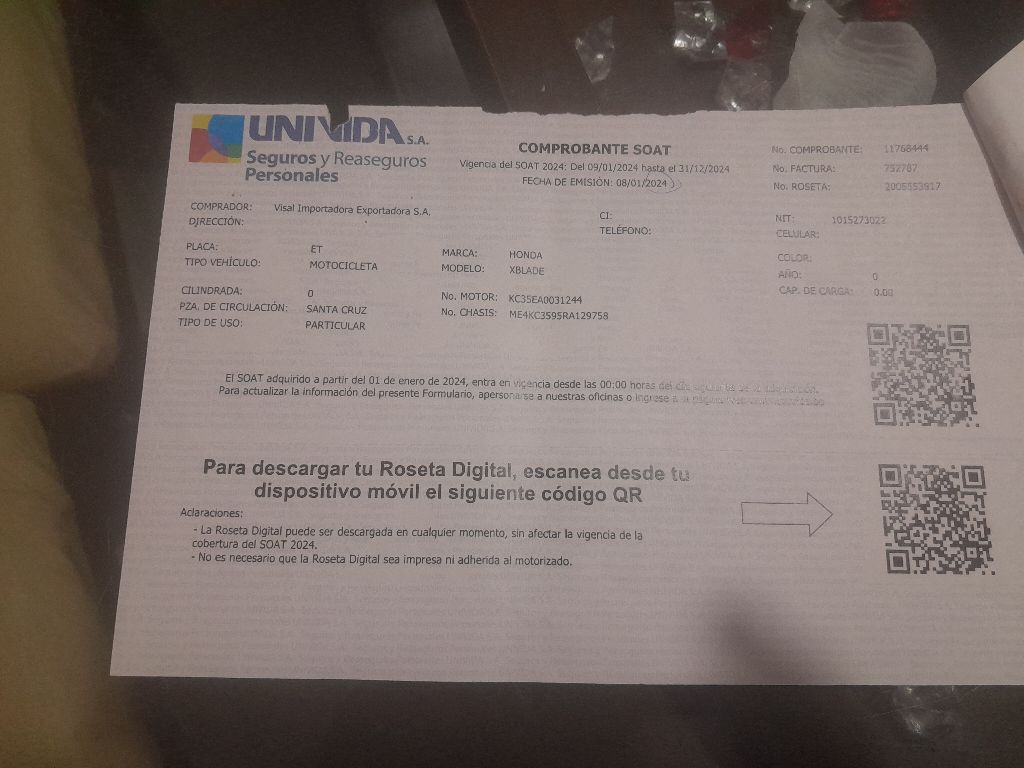 UNIVIDA S.A.
Seguros y Reaseguros
Personales
COMPROBANTE SOAT
Vigencia del SOAT 2024: Del 09/01/2024 hasta el 31/12/2024
FECHA DE EMISIÓN: 08/01/2024
No. COMPROBANTE: 11768444
No. FACTURA: 752787
No. ROSETA: 2005553817
COMPRADOR: Visal Importadora Exportadora S.A.
DIRECCIÓN:
CI:
TELÉFONO:
NIT: 1015273022
CELULAR:
PLACA: ET
TIPO VEHÍCULO: MOTOCICLETA
MARCA: HONDA
MODELO: XBLADE
COLOR:
AÑO: 0
CAP. DE CARGA: 0.00
CILINDRADA: 0
PZA. DE CIRCULACIÓN: SANTA CRUZ
TIPO DE USO: PARTICULAR
No. MOTOR: KC35EA0031244
No. CHASIS: ME4KC3595RA129758
El SOAT adquirido a partir del 01 de enero de 2024, entra en vigencia desde las 00:00 horas del
Para actualizar la información del presente Formulario, apersonarse a nuestras oficinas o ingrese a
Para descargar tu Roseta Digital, escanea desde tu
dispositivo móvil el siguiente código QR
Aclaraciones:
- La Roseta Digital puede ser descargada en cualquier momento, sin afectar la vigencia de la
cobertura del SOAT 2024.
- No es necesario que la Roseta Digital sea impresa ni adherida al motorizado.